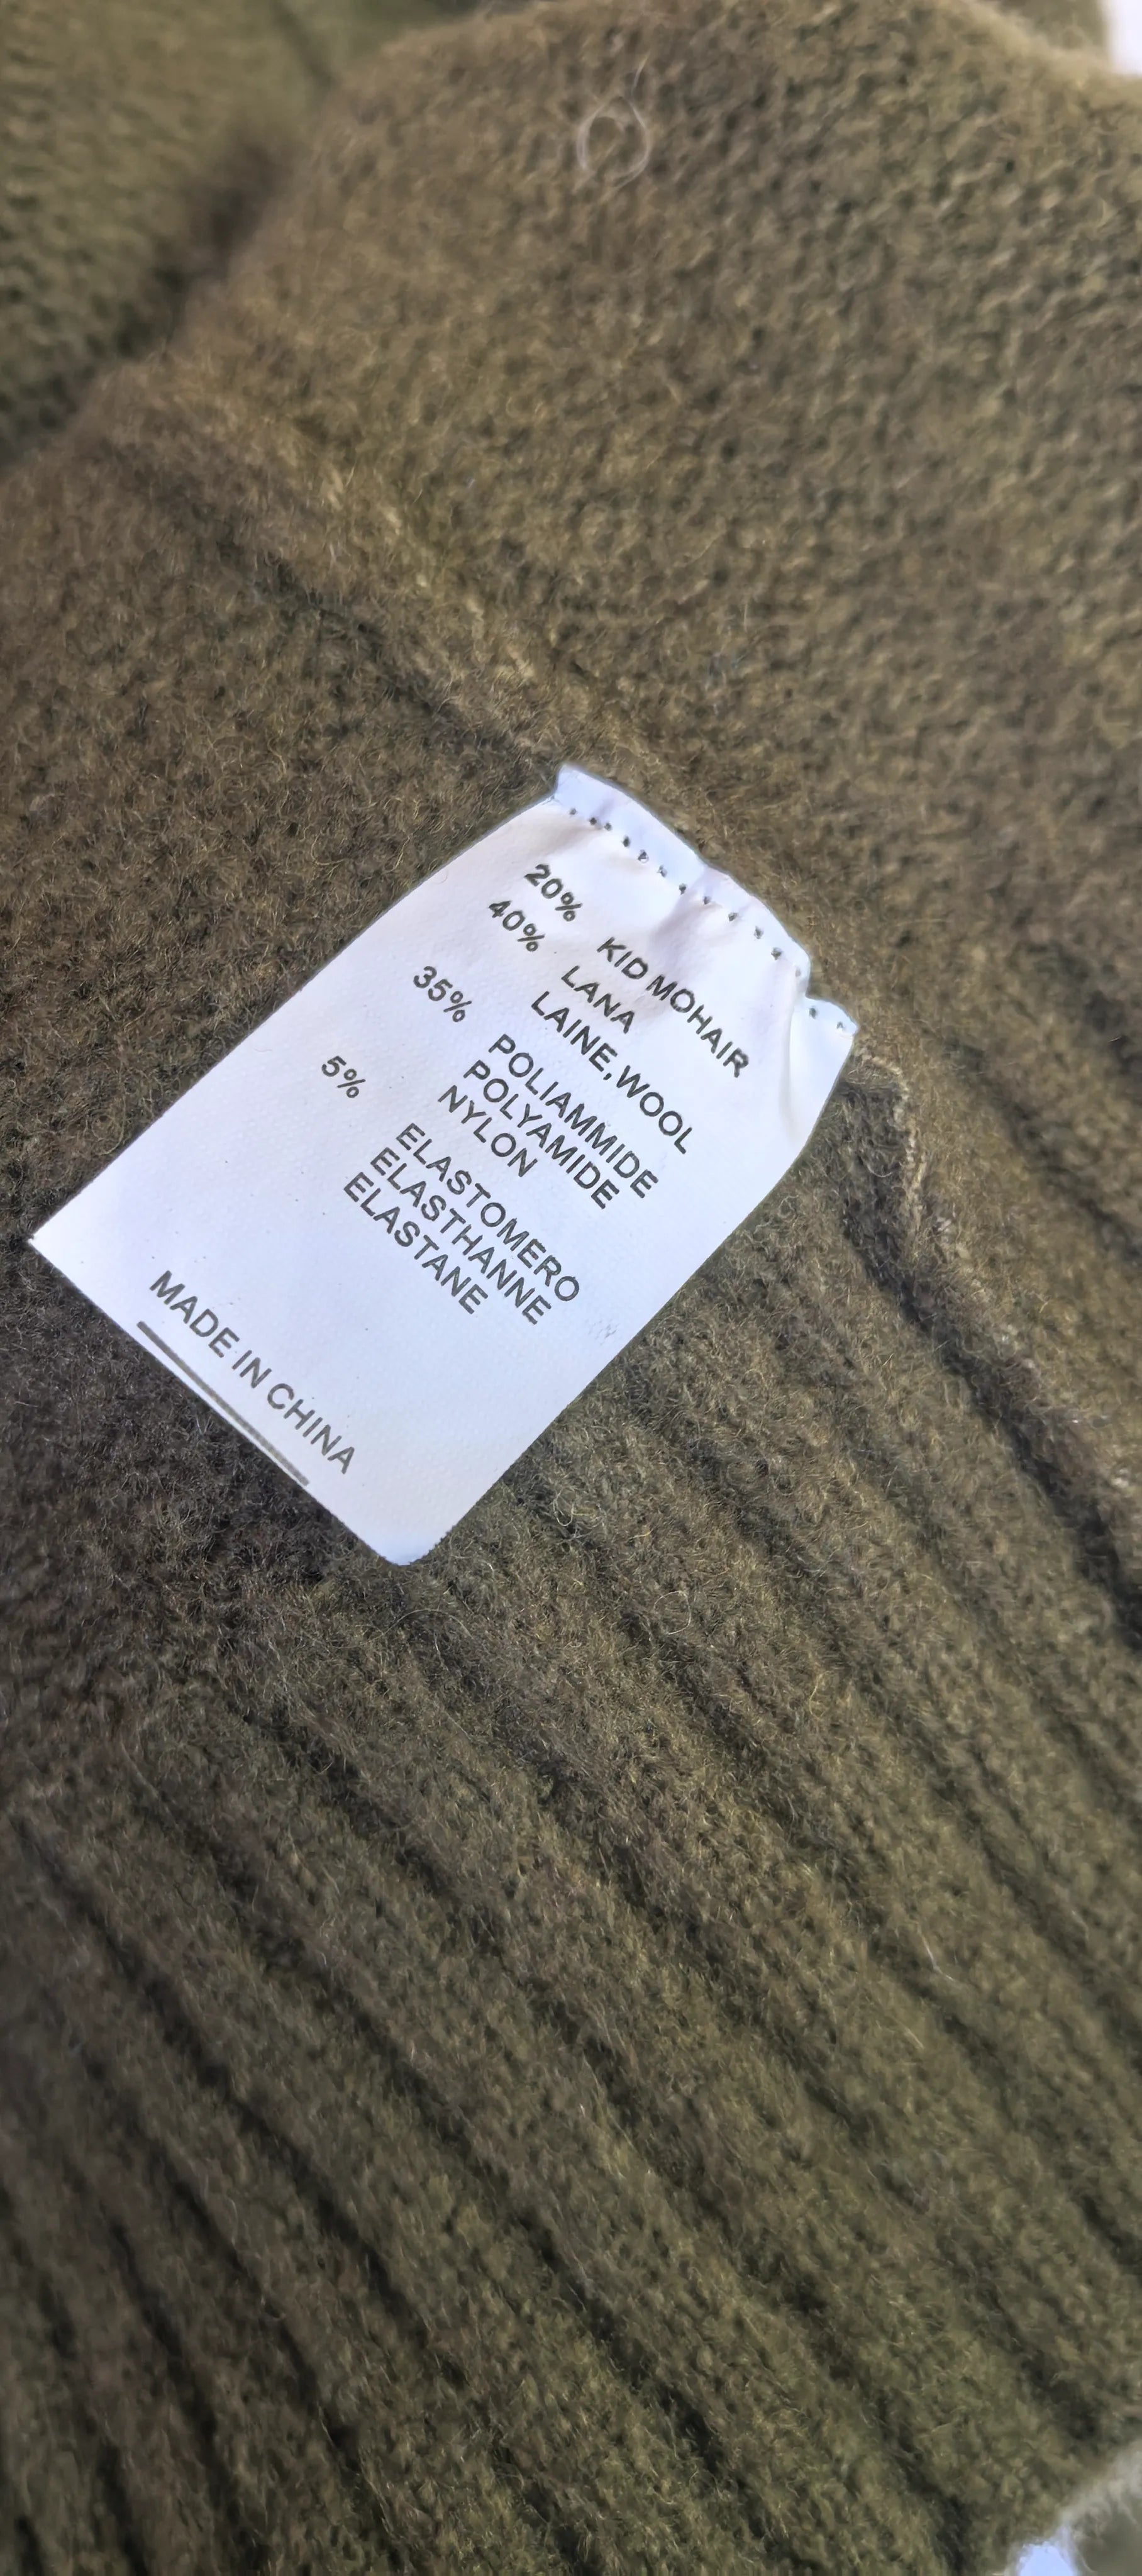 20% KID MOHAIR
40% LANA
LAINE,WOOL
35% POLIAMMIDE
POLYAMIDE
NYLON
5% ELASTOMERO
ELASTHANNE
ELASTANE
MADE IN CHINA